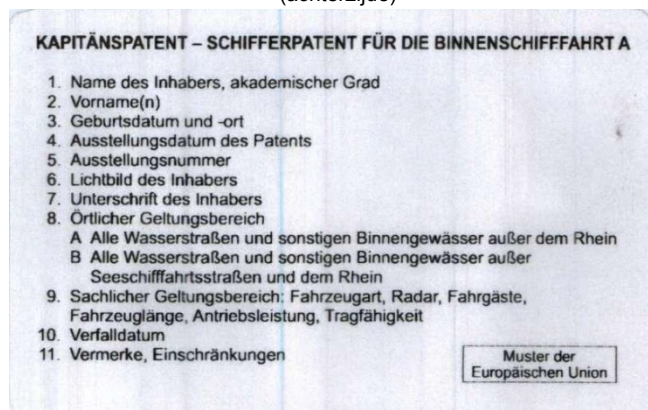 (achterzijde)
KAPITÄNSPATENT – SCHIFFERPATENT FÜR DIE BINNENSCHIFFFAHRT A
1. Name des Inhabers, akademischer Grad
2. Vorname(n)
3. Geburtsdatum und -ort
4. Ausstellungsdatum des Patents
5. Ausstellungsnummer
6. Lichtbild des Inhabers
7. Unterschrift des Inhabers
8. Örtlicher Geltungsbereich
A Alle Wasserstraßen und sonstigen Binnengewässer außer dem Rhein
B Alle Wasserstraßen und sonstigen Binnengewässer außer
Seeschifffahrtsstraßen und dem Rhein
9. Sachlicher Geltungsbereich: Fahrzeugart, Radar, Fahrgäste,
Fahrzeuglänge, Antriebsleistung, Tragfähigkeit
10. Verfalldatum
11. Vermerke, Einschränkungen
Muster der
Europäischen Union